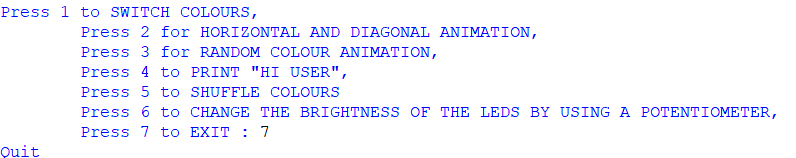 Press 1 to SWITCH COLOURS,
Press 2 for HORIZONTAL AND DIAGONAL ANIMATION,
Press 3 for RANDOM COLOUR ANIMATION,
Press 4 to PRINT "HI USER",
Press 5 to SHUFFLE COLOURS
Press 6 to CHANGE THE BRIGHTNESS OF THE LEDS BY USING A POTENTIOMETER,
Press 7 to EXIT : 7
Quit